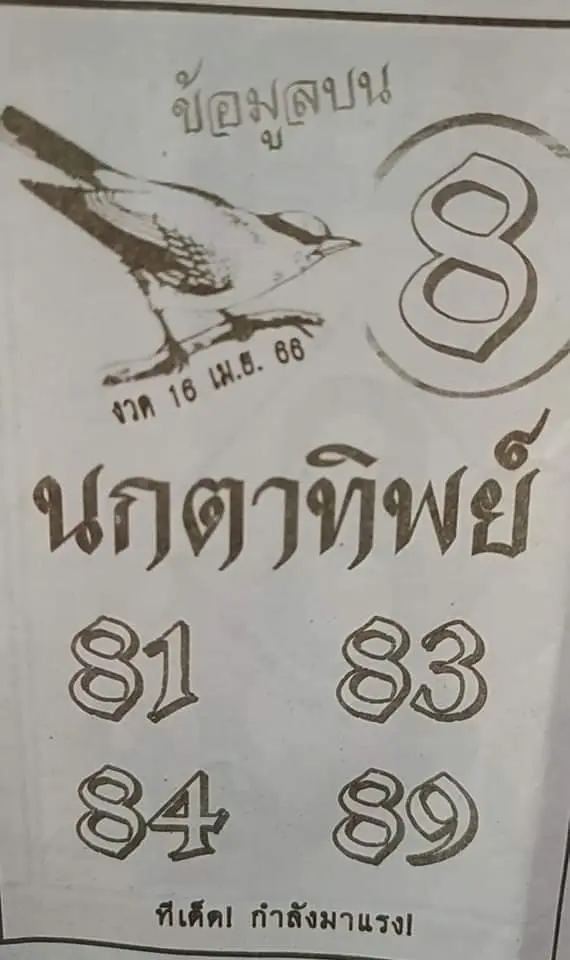 ข้อมูลบน
8
งวด 16 เม.ย. 66
นกตาทิพย์
81 83
84 89
ทีเด็ด! กำลังมาแรง!